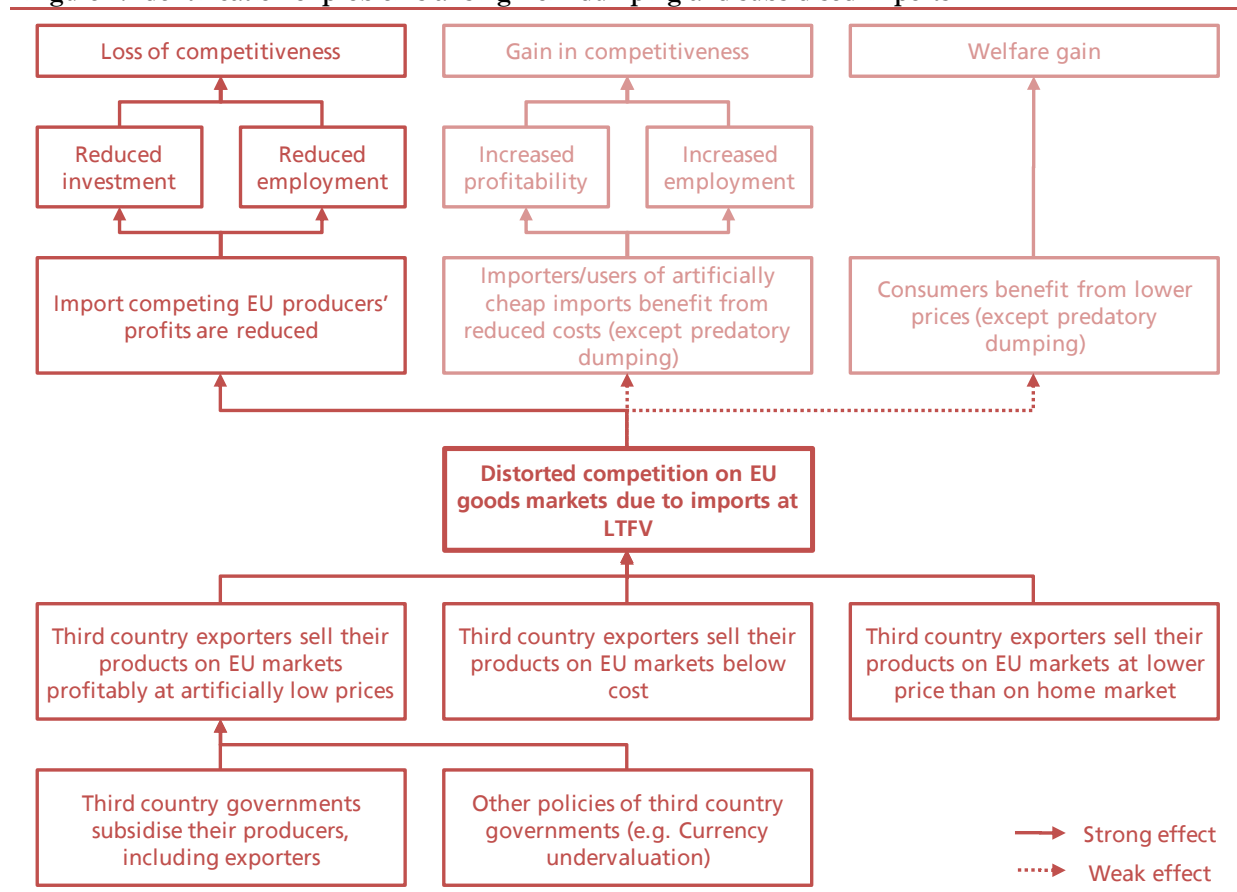 Loss of competitiveness
Gain in competitiveness
Welfare gain
Reduced
investment
Reduced
employment
Increased
profitability
Increased
employment
Import competing EU producers’
profits are reduced
Importers/users of artificially
cheap imports benefit from
reduced costs (except predatory
dumping)
Consumers benefit from lower
prices (except predatory
dumping)
Distorted competition on EU
goods markets due to imports at
LTFV
Third country exporters sell their
products on EU markets
profitably at artificially low prices
Third country exporters sell their
products on EU markets below
cost
Third country exporters sell their
products on EU markets at lower
price than on home market
Third country governments
subsidise their producers,
including exporters
Other policies of third country
governments (e.g. Currency
undervaluation)
Strong effect
Weak effect